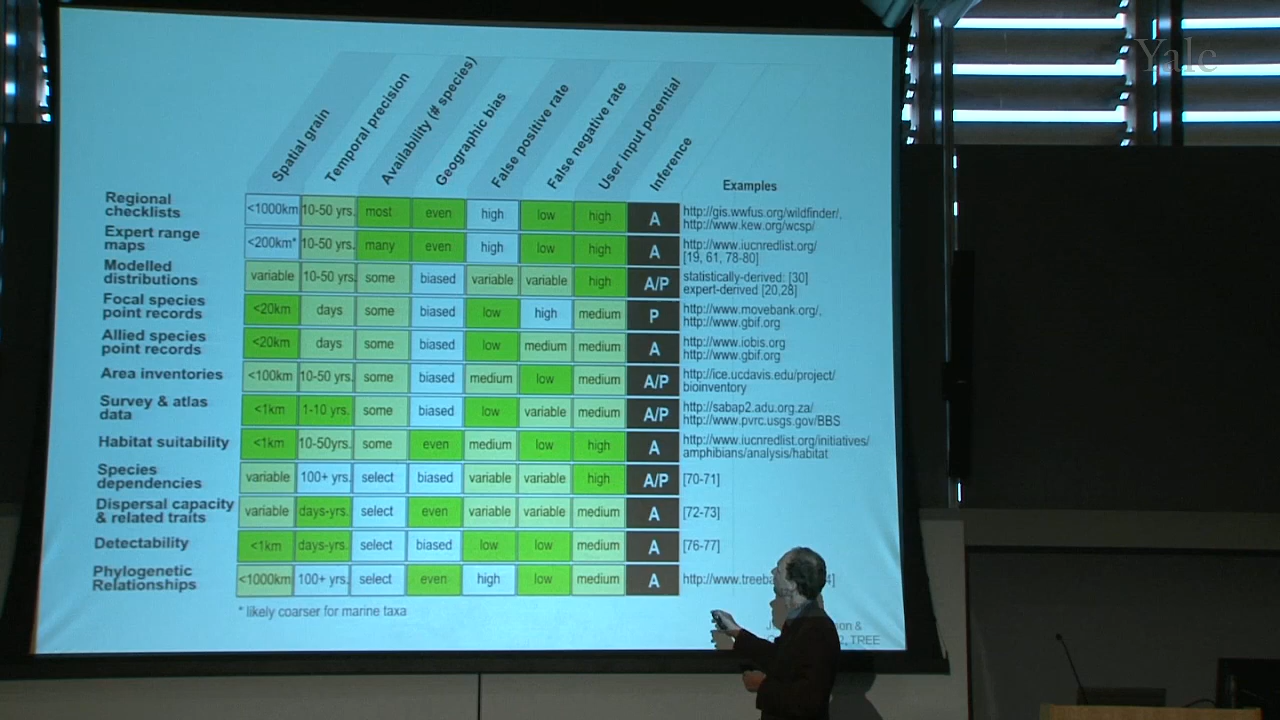 Yale
Spatial grain
Temporal precision
Availability (# species)
Geographic bias
False positive rate
False negative rate
User input potential
Inference
Examples
Regional
checklists
<1000km 10-50 yrs. most even high low high A
http://gis.wwfus.org/wildfinder/,
http://www.kew.org/wcsp/
Expert range
maps
<200km* 10-50 yrs. many even high low high A
http://www.iucnredlist.org/
[19, 61, 78-80]
Modelled
distributions
variable 10-50 yrs. some biased variable variable high A/P
statistically-derived: [30]
expert-derived [20,28]
Focal species
point records
<20km days some biased low high medium P
http://www.movebank.org/,
http://www.gbif.org
Allied species
point records
<20km days some biased low medium medium A
http://www.iobis.org
http://www.gbif.org
Area inventories
<100km 10-50 yrs. some biased medium low medium A/P
http://ice.ucdavis.edu/project/
bioinventory
Survey & atlas
data
<1km 1-10 yrs. some biased low variable medium A/P
http://sabap2.adu.org.za/
http://www.pvrc.usgs.gov/BBS
Habitat suitability
<1km 10-50yrs. some even medium low high A
http://www.iucnredlist.org/initiatives/
amphibians/analysis/habitat
Species
dependencies
variable 100+ yrs. select biased variable variable high A/P
[70-71]
Dispersal capacity
& related traits
variable days-yrs. select even variable variable medium A
[72-73]
Detectability
<1km days-yrs. select biased low low medium A
[76-77]
Phylogenetic
Relationships
<1000km 100+ yrs. select even high low medium A
* likely coarser for marine taxa
&
TREE